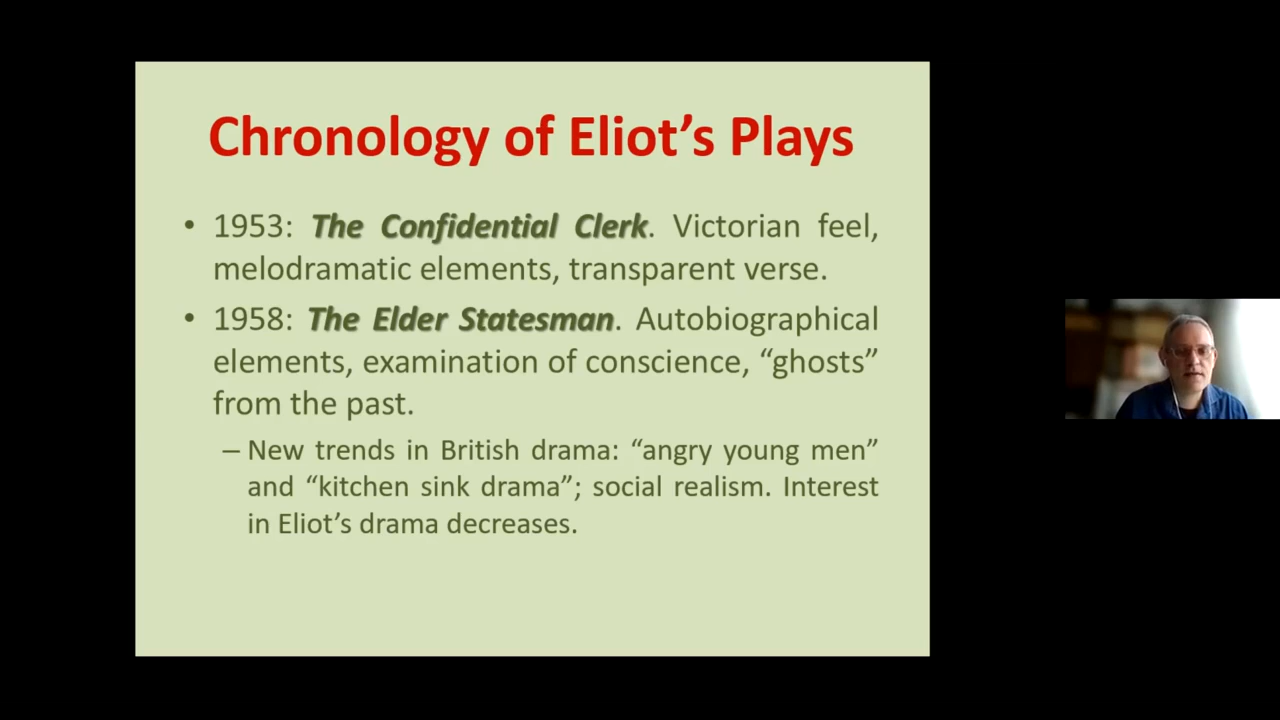 Chronology of Eliot’s Plays
• 1953: The Confidential Clerk. Victorian feel,
melodramatic elements, transparent verse.
• 1958: The Elder Statesman. Autobiographical
elements, examination of conscience, “ghosts”
from the past.
– New trends in British drama: “angry young men”
and “kitchen sink drama”; social realism. Interest
in Eliot’s drama decreases.